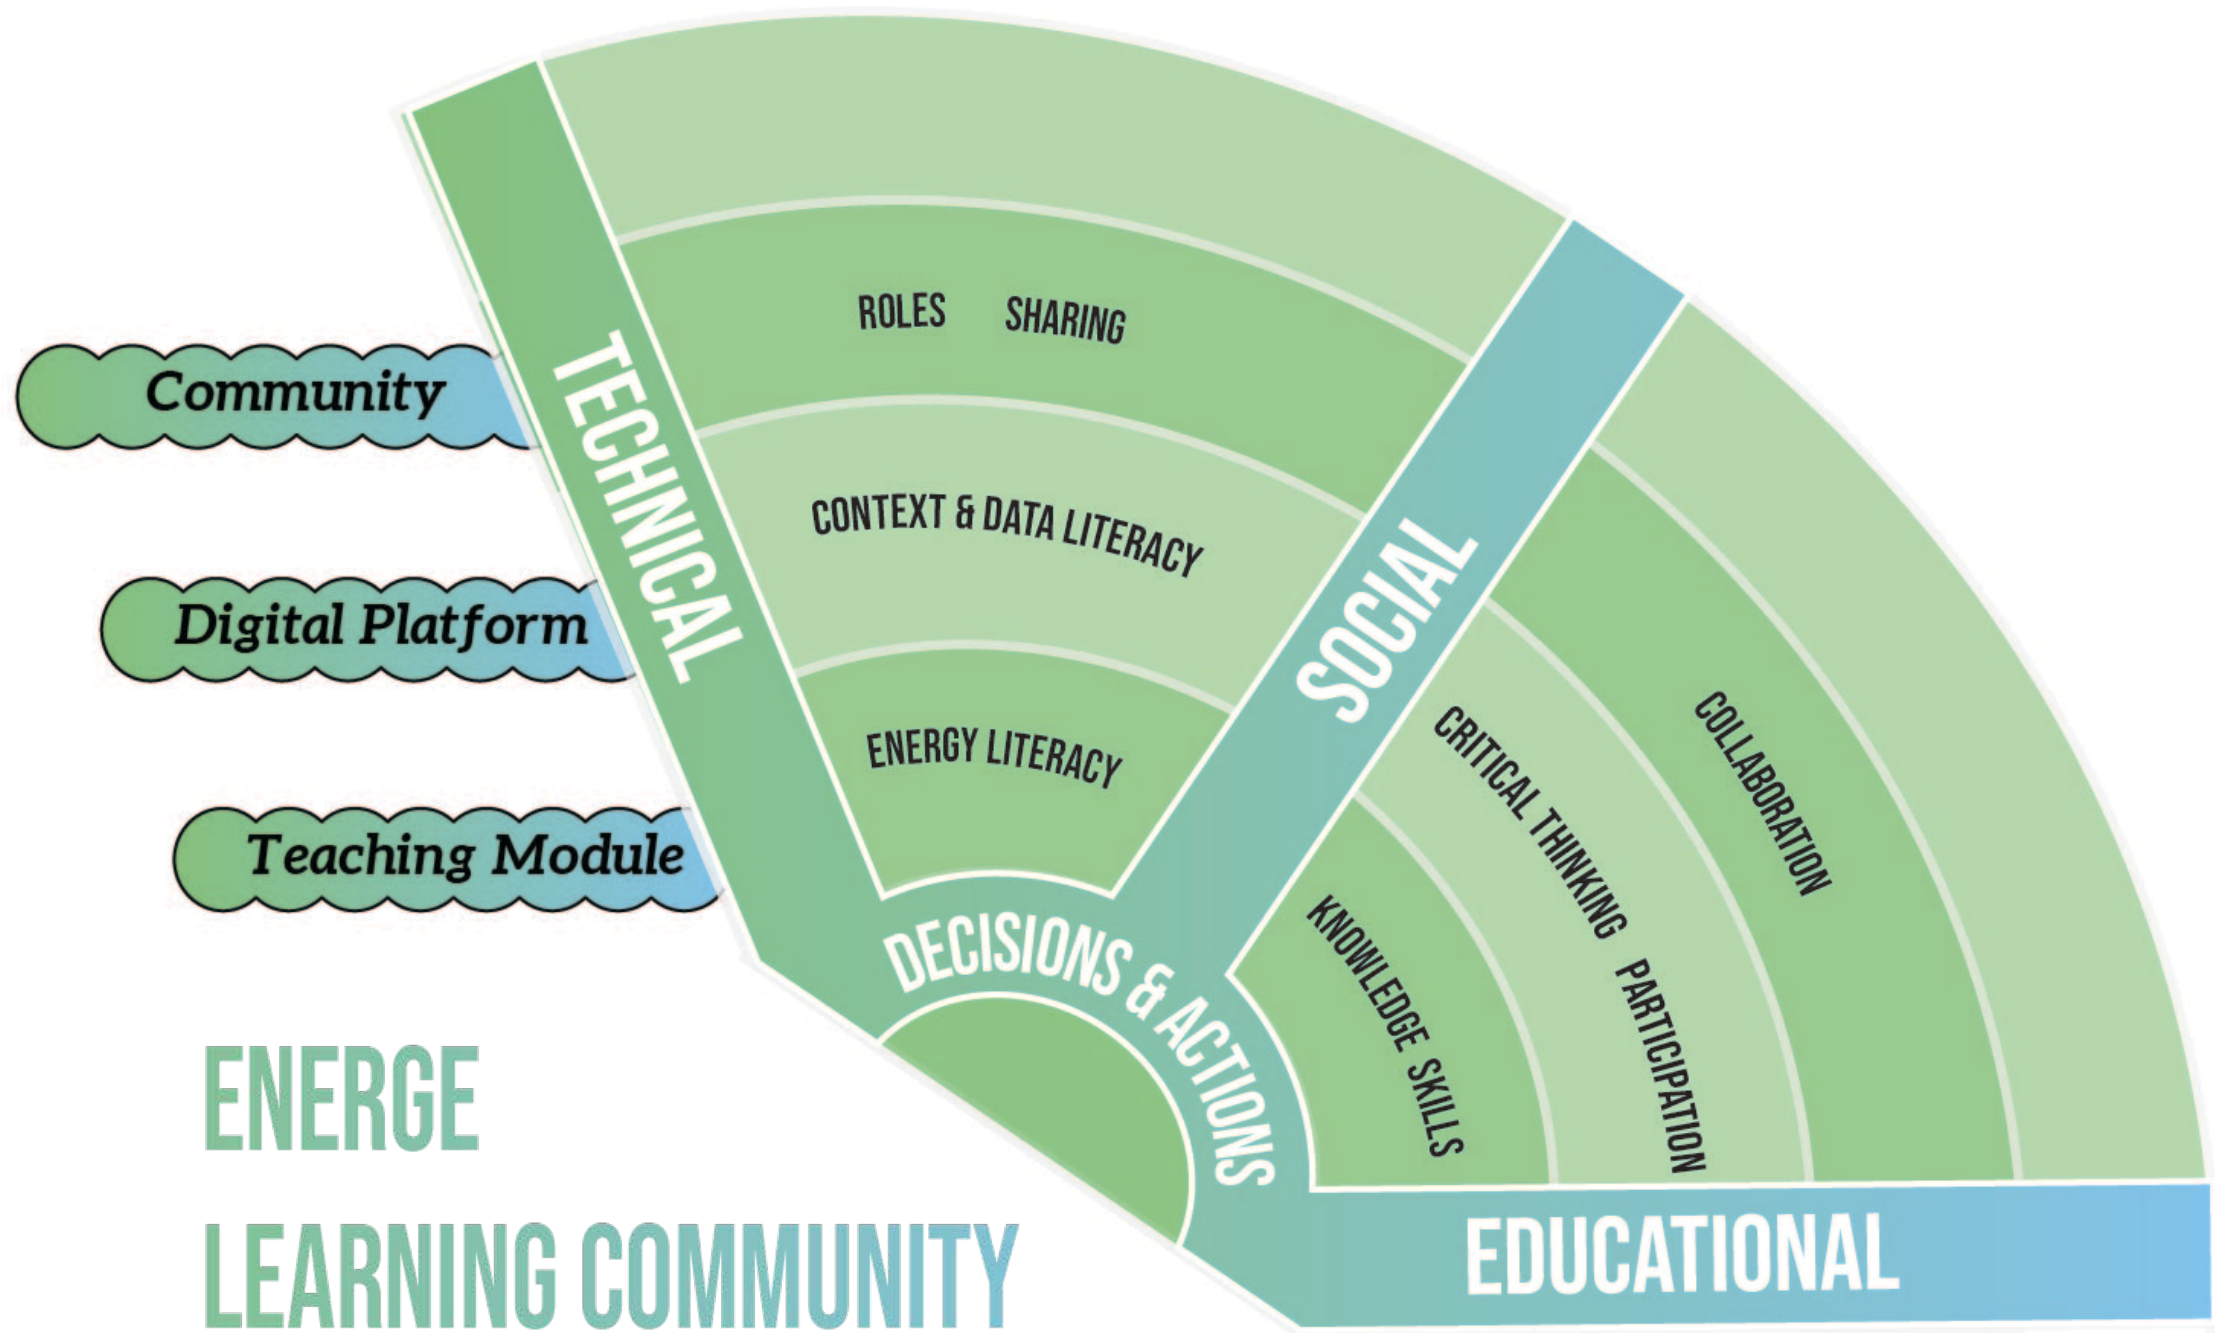 Community
Digital Platform
Teaching Module
TECHNICAL
ROLES SHARING
CONTEXT & DATA LITERACY
ENERGY LITERACY
SOCIAL
COLLABORATION
CRITICAL THINKING PARTICIPATION
KNOWLEDGE SKILLS
DECISIONS & ACTIONS
EDUCATIONAL
ENERGE
LEARNING COMMUNITY